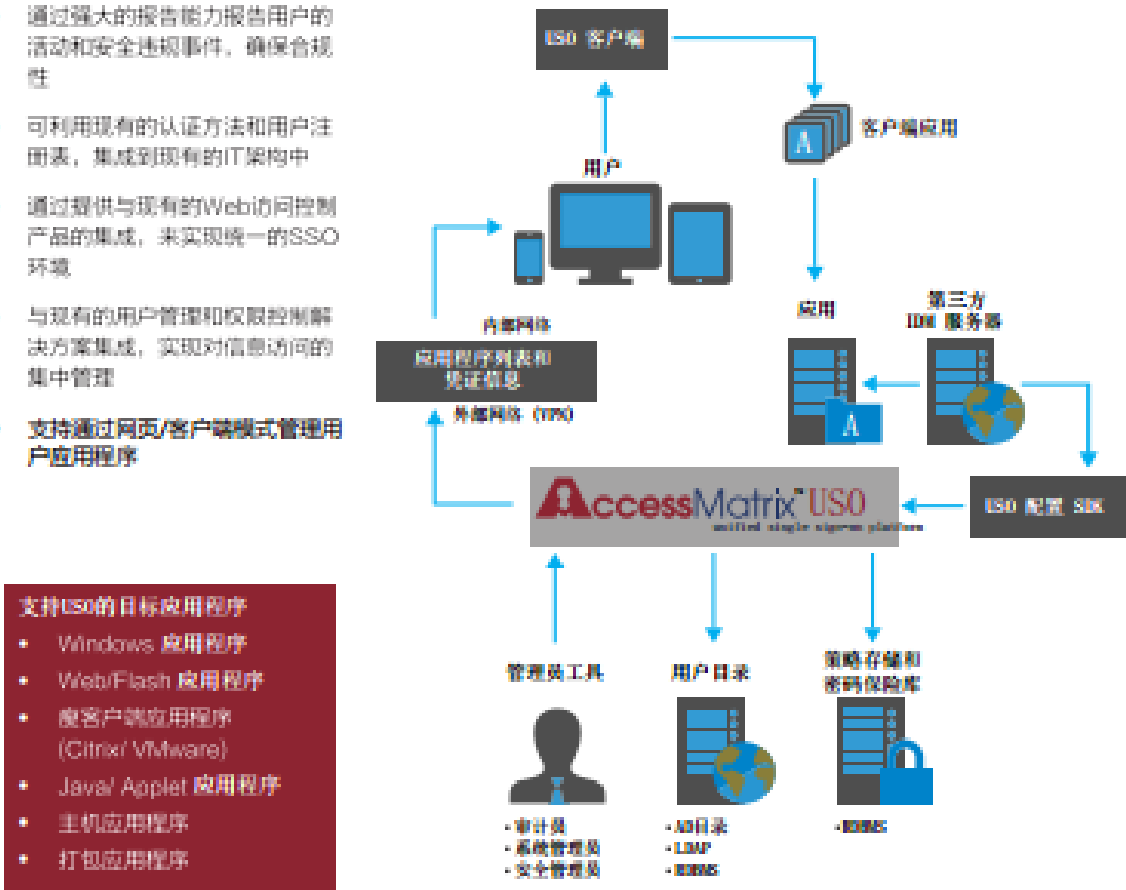 通过强大的报告能力报告用户的
活动和安全违规事件，确保合规
性
可利用现有的认证方法和用户注
册表，集成到现有的IT架构中
通过提供与现有的Web访问控制
产品的集成，来实现统一的SSO
环境
与现有的用户管理和权限控制解
决方案集成，实现对信息访问的
集中管理
支持通过网页/客户端模式管理用
户应用程序
支持USO的目标应用程序
• Windows 应用程序
• Web/Flash 应用程序
• 瘦客户端应用程序
(Citrix/ VMware)
• Java/ Applet 应用程序
• 主机应用程序
• 打包应用程序
USO 客户端
A
客户端应用
用户
内部网络
应用程序列表和
凭证信息
外部网络 (VPN)
应用
第三方
IDM 服务器
A
AccessMatrix™ USO
unified single sign-on platform
USO 配置 SDK
管理员工具
• 审计员
• 系统管理员
• 安全管理员
用户目录
• AD目录
• LDAP
• RDBMS
策略存储和
密码保险库
• RDBMS